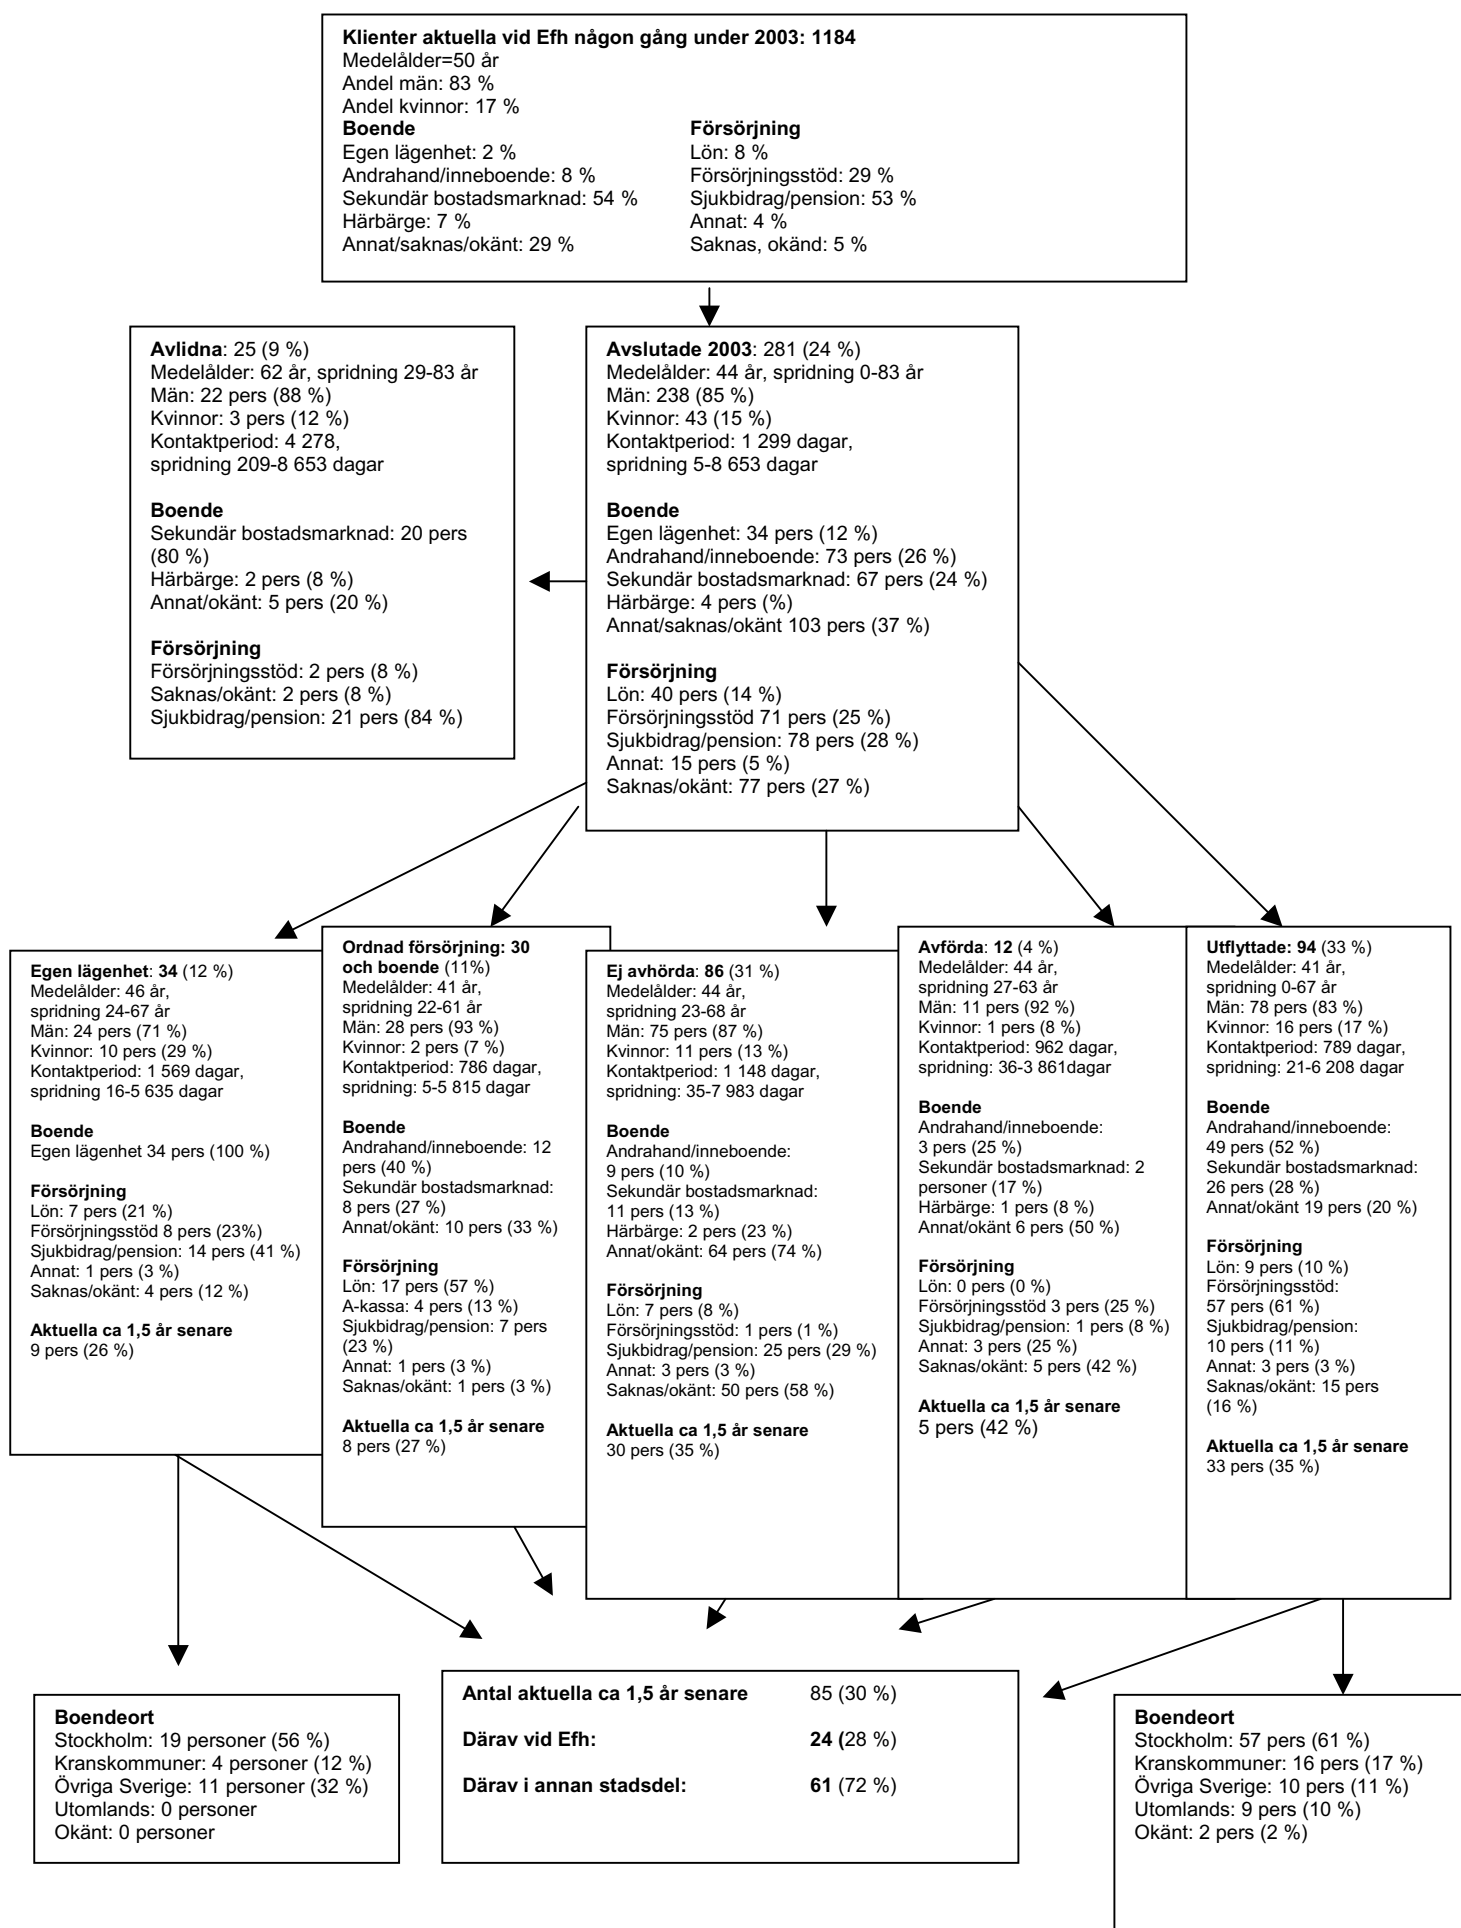 Klienter aktuella vid Efh någon gång under 2003: 1184
Medelålder=50 år
Andel män: 83 %
Andel kvinnor: 17 %
Boende
Egen lägenhet: 2 %
Andrahand/inneboende: 8 %
Sekundär bostadsmarknad: 54 %
Härbärge: 7 %
Annat/saknas/okänt: 29 %
Försörjning
Lön: 8 %
Försörjningsstöd: 29 %
Sjukbidrag/pension: 53 %
Annat: 4 %
Saknas, okänd: 5 %
Avlidna: 25 (9 %)
Medelålder: 62 år, spridning 29-83 år
Män: 22 pers (88 %)
Kvinnor: 3 pers (12 %)
Kontaktperiod: 4 278,
spridning 209-8 653 dagar
Boende
Sekundär bostadsmarknad: 20 pers
(80 %)
Härbärge: 2 pers (8 %)
Annat/okänt: 5 pers (20 %)
Försörjning
Försörjningsstöd: 2 pers (8 %)
Saknas/okänt: 2 pers (8 %)
Sjukbidrag/pension: 21 pers (84 %)
Avslutade 2003: 281 (24 %)
Medelålder: 44 år, spridning 0-83 år
Män: 238 (85 %)
Kvinnor: 43 (15 %)
Kontaktperiod: 1 299 dagar,
spridning 5-8 653 dagar
Boende
Egen lägenhet: 34 pers (12 %)
Andrahand/inneboende: 73 pers (26 %)
Sekundär bostadsmarknad: 67 pers (24 %)
Härbärge: 4 pers (%)
Annat/saknas/okänt 103 pers (37 %)
Försörjning
Lön: 40 pers (14 %)
Försörjningsstöd 71 pers (25 %)
Sjukbidrag/pension: 78 pers (28 %)
Annat: 15 pers (5 %)
Saknas/okänt: 77 pers (27 %)
Egen lägenhet: 34 (12 %)
Medelålder: 46 år,
spridning 24-67 år
Män: 24 pers (71 %)
Kvinnor: 10 pers (29 %)
Kontaktperiod: 1 569 dagar,
spridning 16-5 635 dagar
Boende
Egen lägenhet 34 pers (100 %)
Försörjning
Lön: 7 pers (21 %)
Försörjningsstöd 8 pers (23%)
Sjukbidrag/pension: 14 pers (41 %)
Annat: 1 pers (3 %)
Saknas/okänt: 4 pers (12 %)
Aktuella ca 1,5 år senare
9 pers (26 %)
Ordnad försörjning: 30
och boende (11%)
Medelålder: 41 år,
spridning 22-61 år
Män: 28 pers (93 %)
Kvinnor: 2 pers (7 %)
Kontaktperiod: 786 dagar,
spridning: 5-5 815 dagar
Boende
Andrahand/inneboende: 12
pers (40 %)
Sekundär bostadsmarknad:
8 pers (27 %)
Annat/okänt: 10 pers (33 %)
Försörjning
Lön: 17 pers (57 %)
A-kassa: 4 pers (13 %)
Sjukbidrag/pension: 7 pers
(23 %)
Annat: 1 pers (3 %)
Saknas/okänt: 1 pers (3 %)
Aktuella ca 1,5 år senare
8 pers (27 %)
Ej avhörda: 86 (31 %)
Medelålder: 44 år,
spridning 23-68 år
Män: 75 pers (87 %)
Kvinnor: 11 pers (13 %)
Kontaktperiod: 1 148 dagar,
spridning: 35-7 983 dagar
Boende
Andrahand/inneboende:
9 pers (10 %)
Sekundär bostadsmarknad:
11 pers (13 %)
Härbärge: 2 pers (23 %)
Annat/okänt: 64 pers (74 %)
Försörjning
Lön: 7 pers (8 %)
Försörjningsstöd: 1 pers (1 %)
Sjukbidrag/pension: 25 pers (29 %)
Annat: 3 pers (3 %)
Saknas/okänt: 50 pers (58 %)
Aktuella ca 1,5 år senare
30 pers (35 %)
Avförda: 12 (4 %)
Medelålder: 44 år,
spridning 27-63 år
Män: 11 pers (92 %)
Kvinnor: 1 pers (8 %)
Kontaktperiod: 962 dagar,
spridning: 36-3 861dagar
Boende
Andrahand/inneboende:
3 pers (25 %)
Sekundär bostadsmarknad: 2
personer (17 %)
Härbärge: 1 pers (8 %)
Annat/okänt 6 pers (50 %)
Försörjning
Lön: 0 pers (0 %)
Försörjningsstöd 3 pers (25 %)
Sjukbidrag/pension: 1 pers (8 %)
Annat: 3 pers (25 %)
Saknas/okänt: 5 pers (42 %)
Aktuella ca 1,5 år senare
5 pers (42 %)
Utflyttade: 94 (33 %)
Medelålder: 41 år,
spridning 0-67 år
Män: 78 pers (83 %)
Kvinnor: 16 pers (17 %)
Kontaktperiod: 789 dagar,
spridning: 21-6 208 dagar
Boende
Andrahand/inneboende:
49 pers (52 %)
Sekundär bostadsmarknad:
26 pers (28 %)
Annat/okänt 19 pers (20 %)
Försörjning
Lön: 9 pers (10 %)
Försörjningsstöd:
57 pers (61 %)
Sjukbidrag/pension:
10 pers (11 %)
Annat: 3 pers (3 %)
Saknas/okänt: 15 pers
(16 %)
Aktuella ca 1,5 år senare
33 pers (35 %)
Boendeort
Stockholm: 19 personer (56 %)
Kranskommuner: 4 personer (12 %)
Övriga Sverige: 11 personer (32 %)
Utomlands: 0 personer
Okänt: 0 personer
Antal aktuella ca 1,5 år senare 85 (30 %)
Därav vid Efh: 24 (28 %)
Därav i annan stadsdel: 61 (72 %)
Boendeort
Stockholm: 57 pers (61 %)
Kranskommuner: 16 pers (17 %)
Övriga Sverige: 10 pers (11 %)
Utomlands: 9 pers (10 %)
Okänt: 2 pers (2 %)